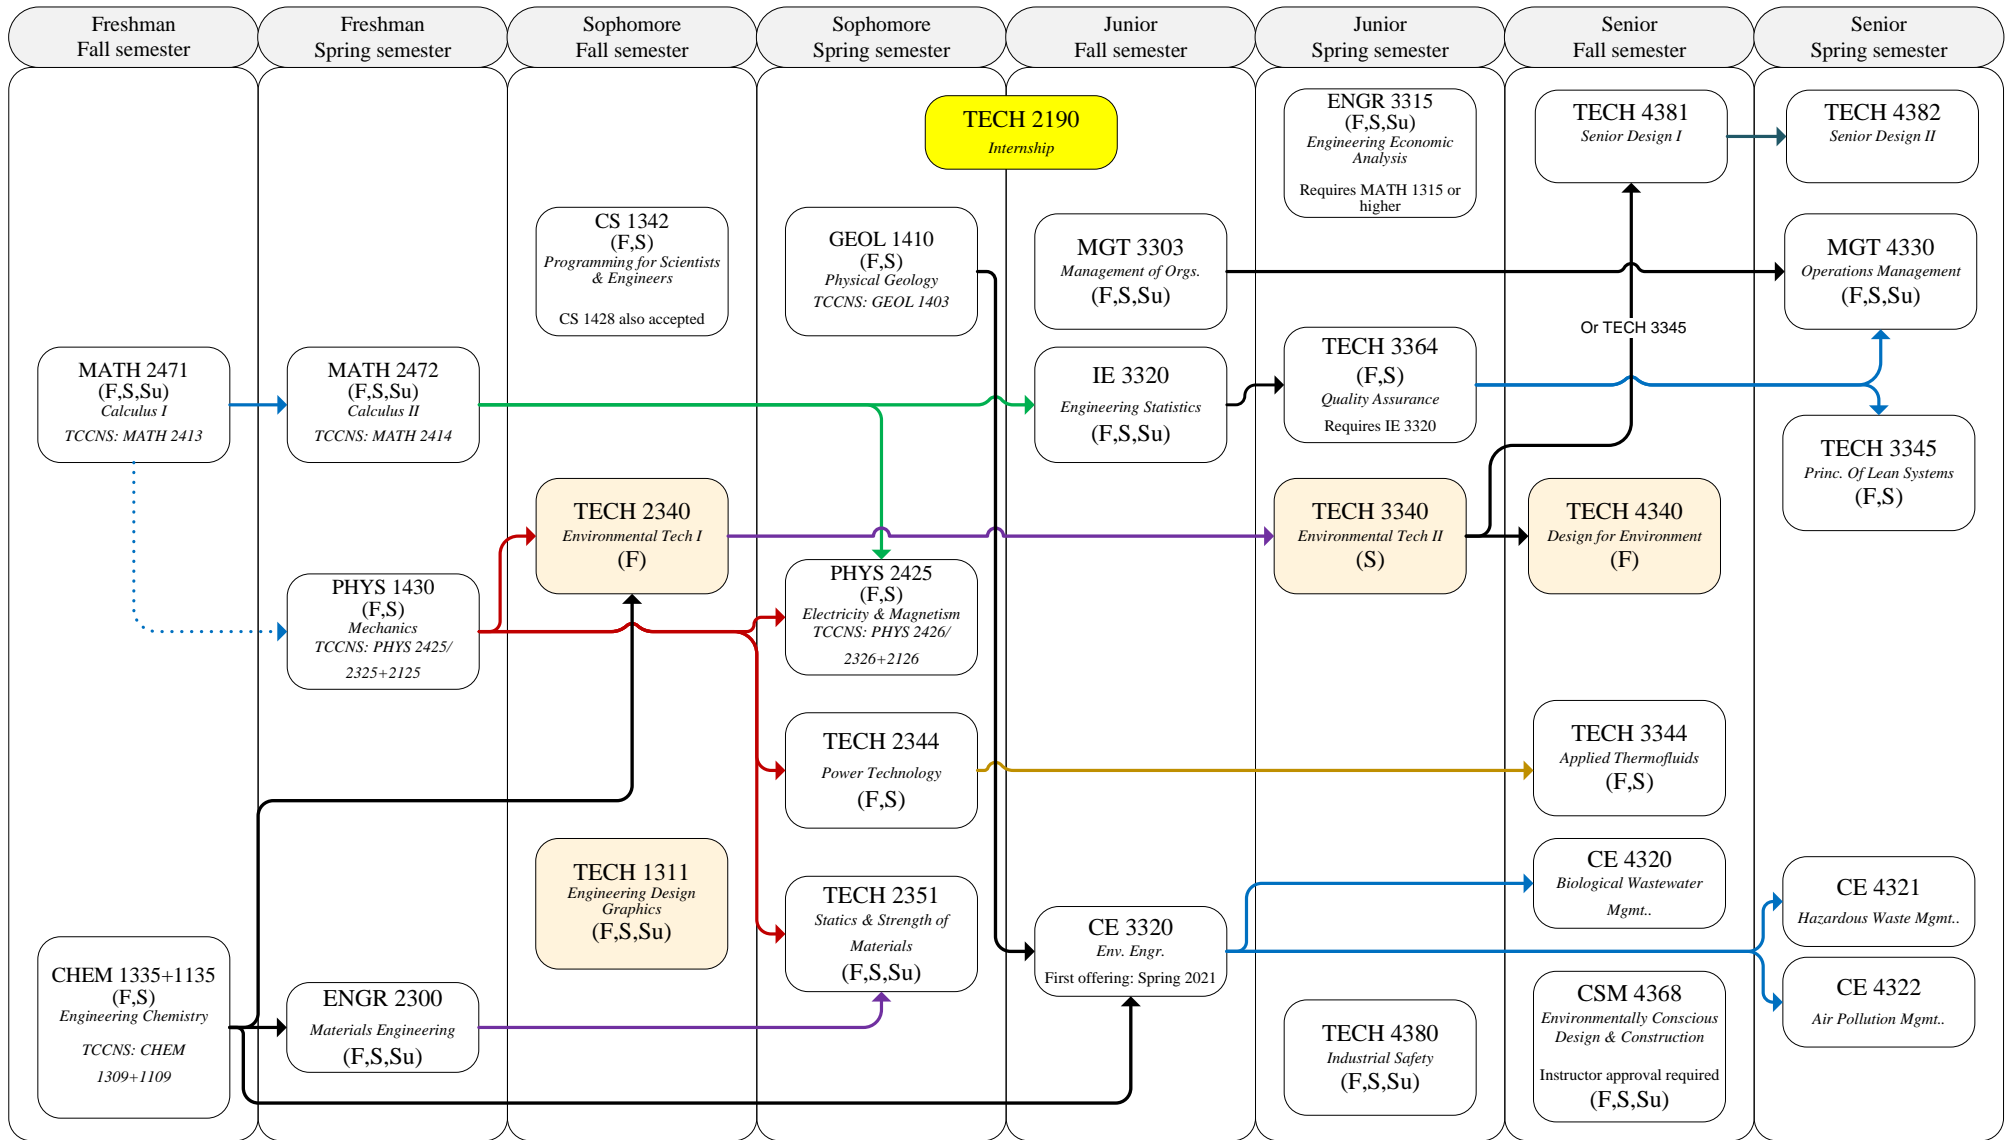 Freshman
Fall semester
Freshman
Spring semester
Sophomore
Fall semester
Sophomore
Spring semester
Junior
Fall semester
Junior
Spring semester
Senior
Fall semester
Senior
Spring semester
MATH 2471
(F,S,Su)
Calculus I
TCCNS: MATH 2413
CHEM 1335+1135
(F,S)
Engineering Chemistry
TCCNS: CHEM
1309+1109
MATH 2472
(F,S,Su)
Calculus II
TCCNS: MATH 2414
PHYS 1430
(F,S)
Mechanics
TCCNS: PHYS 2425/
2325+2125
ENGR 2300
Materials Engineering
(F,S,Su)
CS 1342
(F,S)
Programming for Scientists
& Engineers
CS 1428 also accepted
TECH 2340
Environmental Tech I
(F)
TECH 1311
Engineering Design
Graphics
(F,S,Su)
TECH 2190
Internship
GEOL 1410
(F,S)
Physical Geology
TCCNS: GEOL 1403
PHYS 2425
(F,S)
Electricity & Magnetism
TCCNS: PHYS 2426/
2326+2126
TECH 2344
Power Technology
(F,S)
TECH 2351
Statics & Strength of
Materials
(F,S,Su)
MGT 3303
Management of Orgs.
(F,S,Su)
IE 3320
Engineering Statistics
(F,S,Su)
CE 3320
Env. Engr.
First offering: Spring 2021
ENGR 3315
(F,S,Su)
Engineering Economic
Analysis
Requires MATH 1315 or
higher
TECH 3364
(F,S)
Quality Assurance
Requires IE 3320
TECH 3340
Environmental Tech II
(S)
TECH 4380
Industrial Safety
(F,S,Su)
TECH 4381
Senior Design I
Or TECH 3345
TECH 4340
Design for Environment
(F)
TECH 3344
Applied Thermofluids
(F,S)
CE 4320
Biological Wastewater
Mgmt..
CSM 4368
Environmentally Conscious
Design & Construction
Instructor approval required
(F,S,Su)
TECH 4382
Senior Design II
MGT 4330
Operations Management
(F,S,Su)
TECH 3345
Princ. Of Lean Systems
(F,S)
CE 4321
Hazardous Waste Mgmt..
CE 4322
Air Pollution Mgmt..